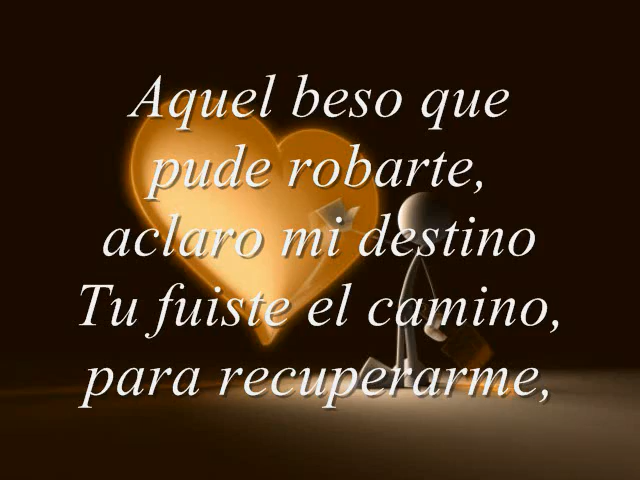 Aquel beso que
pude robarte,
aclaro mi destino
Tu fuiste el camino,
para recuperarme,